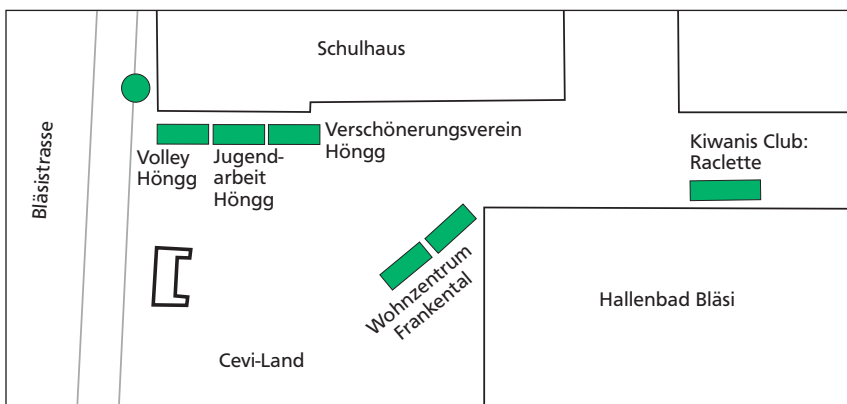 Schulhaus
Bläsistrasse
Volley
Höngg
Jugend-
arbeit
Höngg
Verschönerungsverein
Höngg
Kiwanis Club:
Raclette
Wohnzentrum
Frankental
Hallenbad Bläsi
Cevi-Land